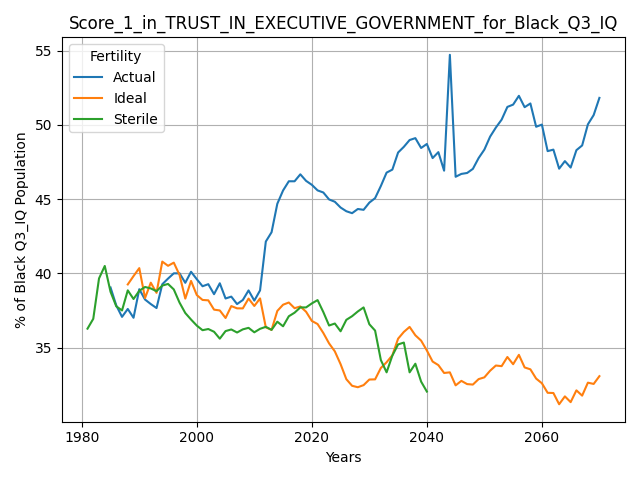 Score_1_in_TRUST_IN_EXECUTIVE_GOVERNMENT_for_Black_Q3_IQ
Fertility
Actual
Ideal
Sterile
% of Black Q3_IQ Population
55
50
45
40
35
1980 2000 2020 2040 2060
Years